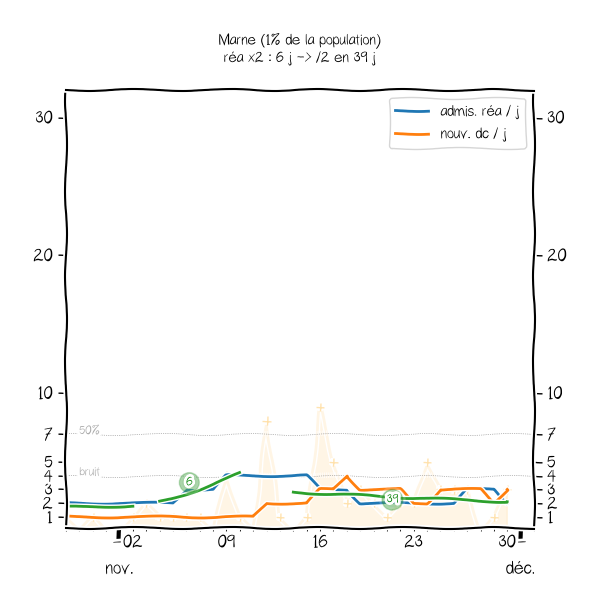 Marne (1% de la population)
réa x2 : 6 j -> /2 en 39 j
admis. réa / j
nouv. dc / j
30 30
20 20
10 10
7 50% 7
5 5
4 bruit 4
3 6 3
2 39 2
1 1
02 09 16 23 30
nov. déc.